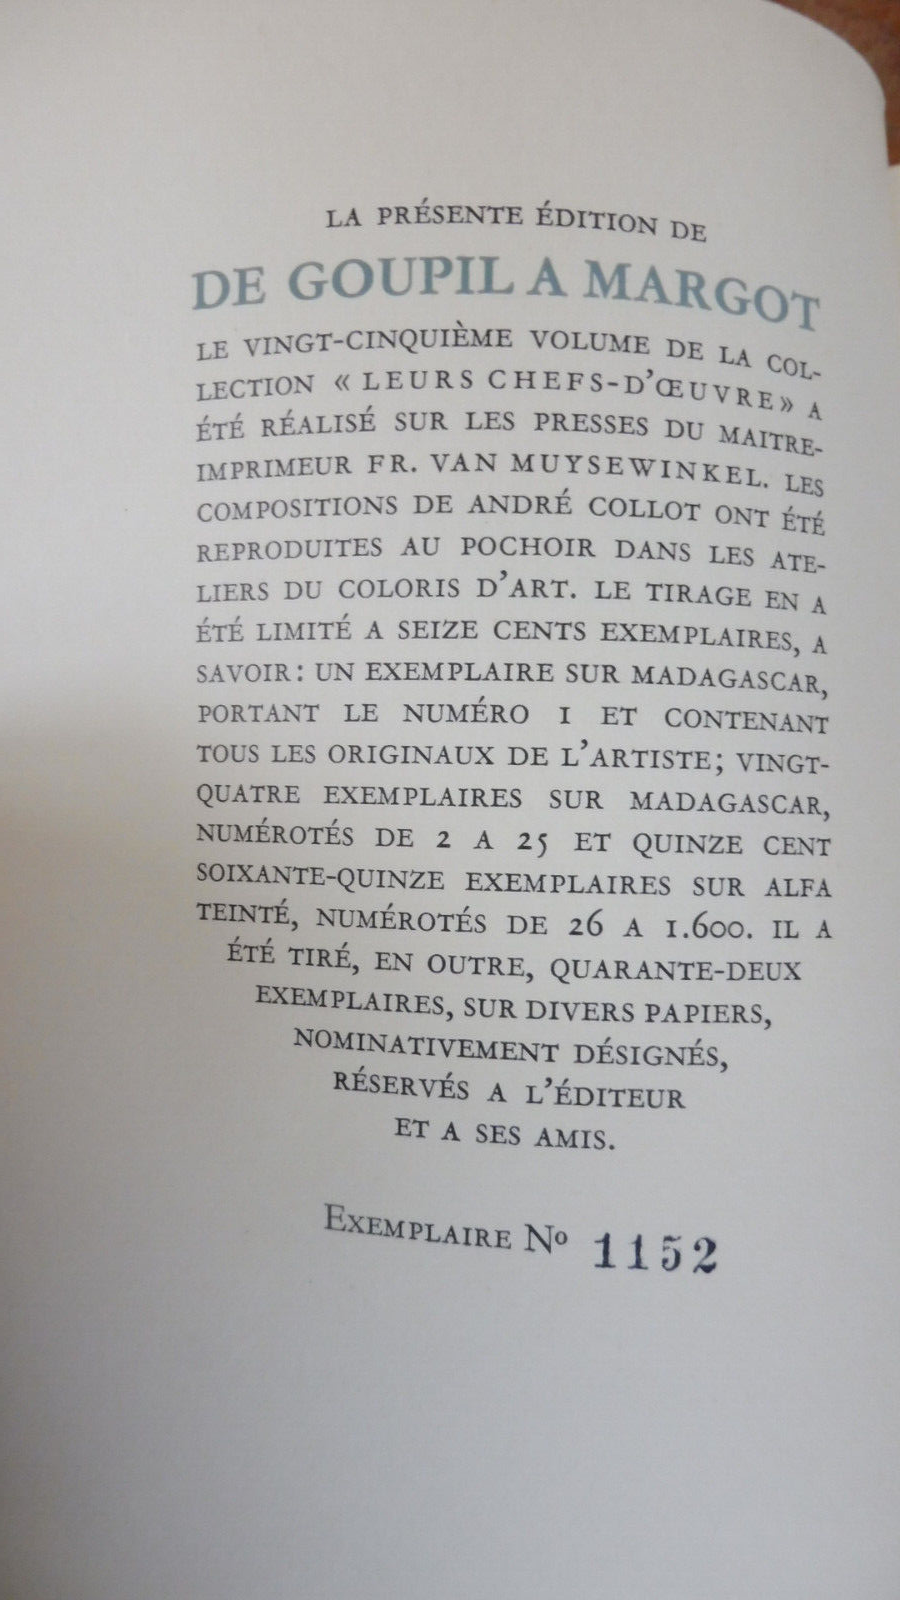 LA PRÉSENTE ÉDITION DE
DE GOUPIL A MARGOT
LE VINGT-CINQUIÈME VOLUME DE LA COL-
LECTION « LEURS CHEFS-D'ŒUVRE » A
ÉTÉ RÉALISÉ SUR LES PRESSES DU MAITRE-
IMPRIMEUR FR. VAN MUYSEWINKEL. LES
COMPOSITIONS DE ANDRÉ COLLOT ONT ÉTÉ
REPRODUITES AU POCHOIR DANS LES ATE-
LIERS DU COLORIS D'ART. LE TIRAGE EN A
ÉTÉ LIMITÉ A SEIZE CENTS EXEMPLAIRES, A
SAVOIR: UN EXEMPLAIRE SUR MADAGASCAR,
PORTANT LE NUMÉRO 1 ET CONTENANT
TOUS LES ORIGINAUX DE L'ARTISTE; VINGT-
QUATRE EXEMPLAIRES SUR MADAGASCAR,
NUMÉROTÉS DE 2 A 25 ET QUINZE CENT
SOIXANTE-QUINZE EXEMPLAIRES SUR ALFA
TEINTÉ, NUMÉROTÉS DE 26 A 1.600. IL A
ÉTÉ TIRÉ, EN OUTRE, QUARANTE-DEUX
EXEMPLAIRES, SUR DIVERS PAPIERS,
NOMINATIVEMENT DÉSIGNÉS,
RÉSERVÉS A L'ÉDITEUR
ET A SES AMIS.
EXEMPLAIRE Nº 1152